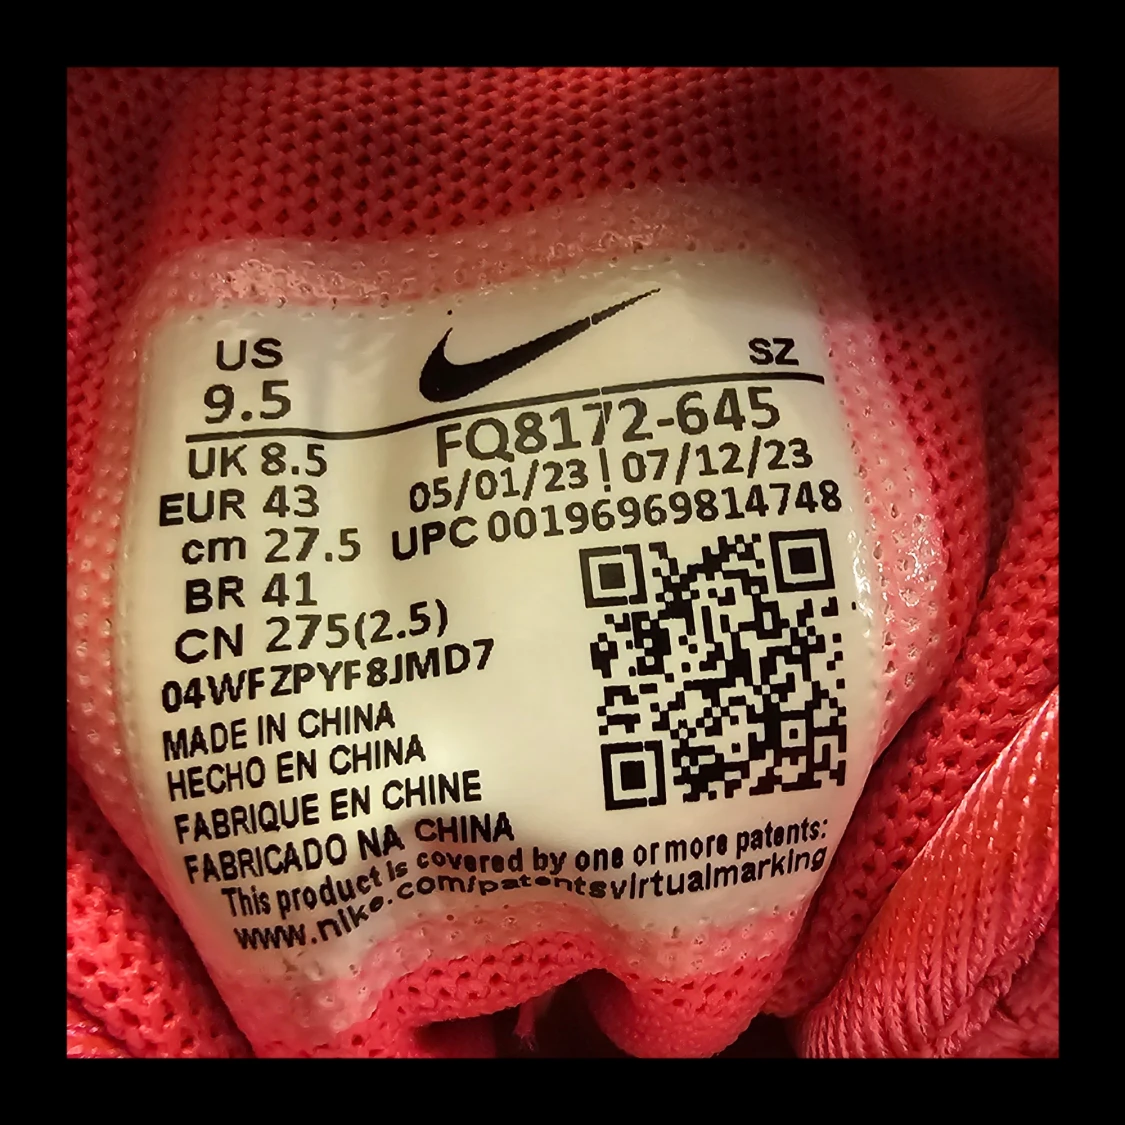 US
9.5
SZ
UK 8.5
EUR 43
cm 27.5
BR 41
CN 275(2.5)
FQ8172-645
05/01/23 | 07/12/23
UPC 00196969814748
04WFZPYF8JMD7
MADE IN CHINA
HECHO EN CHINA
FABRIQUE EN CHINE
FABRICADO NA CHINA
This product is covered by one or more patents:
www.nike.com/patentsvirtualmarking